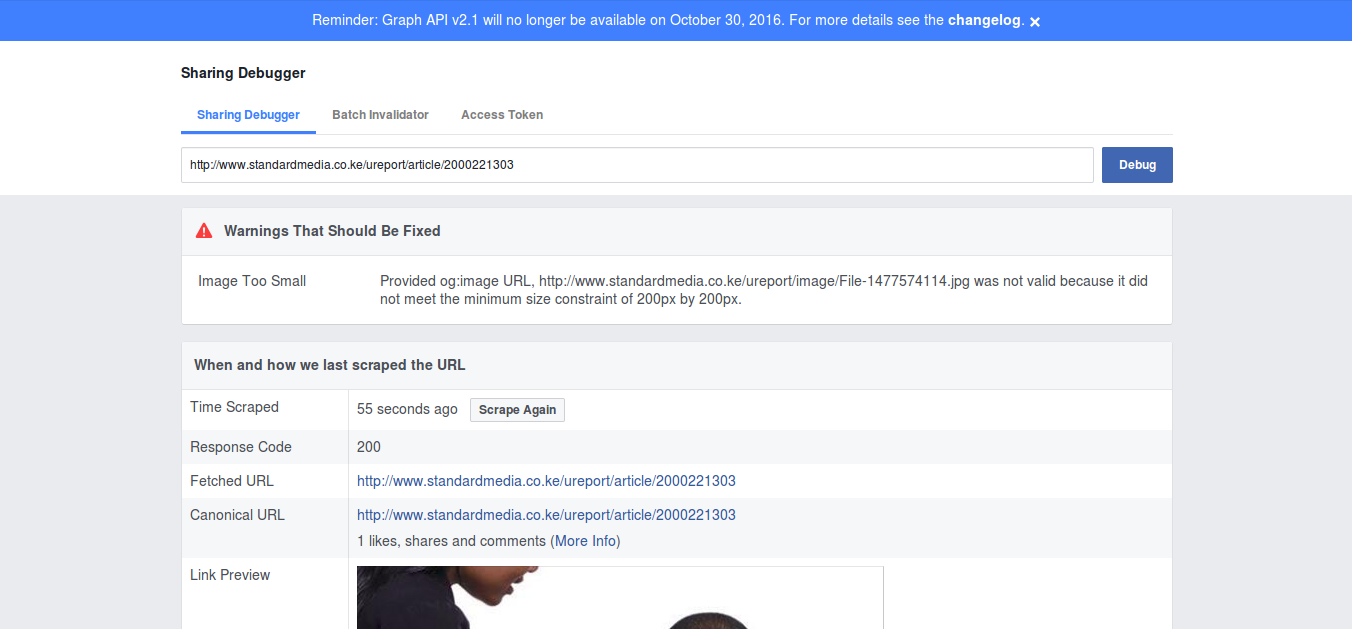 Reminder: Graph API v2.1 will no longer be available on October 30, 2016. For more details see the changelog. ×
Sharing Debugger
Sharing Debugger Batch Invalidator Access Token
http://www.standardmedia.co.ke/ureport/article/2000221303 Debug
Warnings That Should Be Fixed
Image Too Small Provided og:image URL, http://www.standardmedia.co.ke/ureport/image/File-1477574114.jpg was not valid because it did
not meet the minimum size constraint of 200px by 200px.
When and how we last scraped the URL
Time Scraped 55 seconds ago Scrape Again
Response Code 200
Fetched URL http://www.standardmedia.co.ke/ureport/article/2000221303
Canonical URL http://www.standardmedia.co.ke/ureport/article/2000221303
1 likes, shares and comments (More Info)
Link Preview